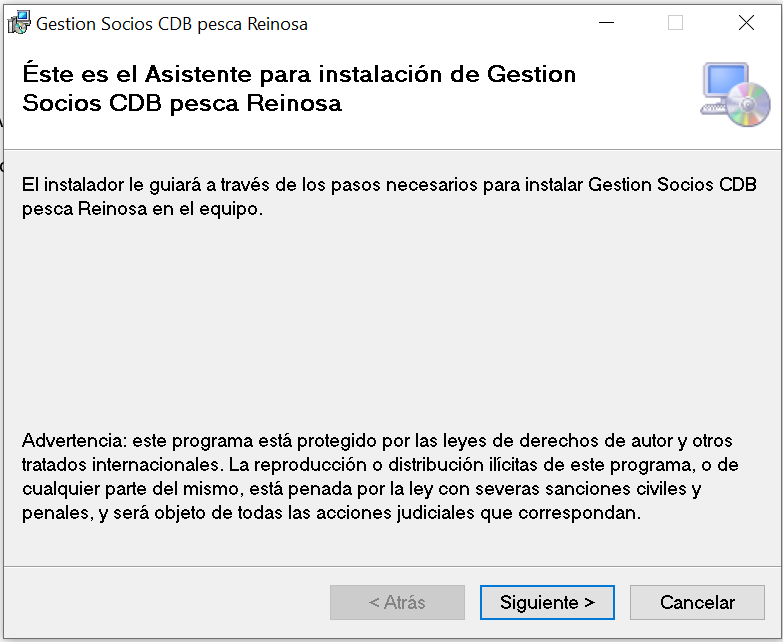 Gestion Socios CDB pesca Reinosa
Éste es el Asistente para instalación de Gestion
Socios CDB pesca Reinosa
El instalador le guiará a través de los pasos necesarios para instalar Gestion Socios CDB
pesca Reinosa en el equipo.
Advertencia: este programa está protegido por las leyes de derechos de autor y otros
tratados internacionales. La reproducción o distribución ilícitas de este programa, o de
cualquier parte del mismo, está penada por la ley con severas sanciones civiles y
penales, y será objeto de todas las acciones judiciales que correspondan.
< Atrás Siguiente > Cancelar